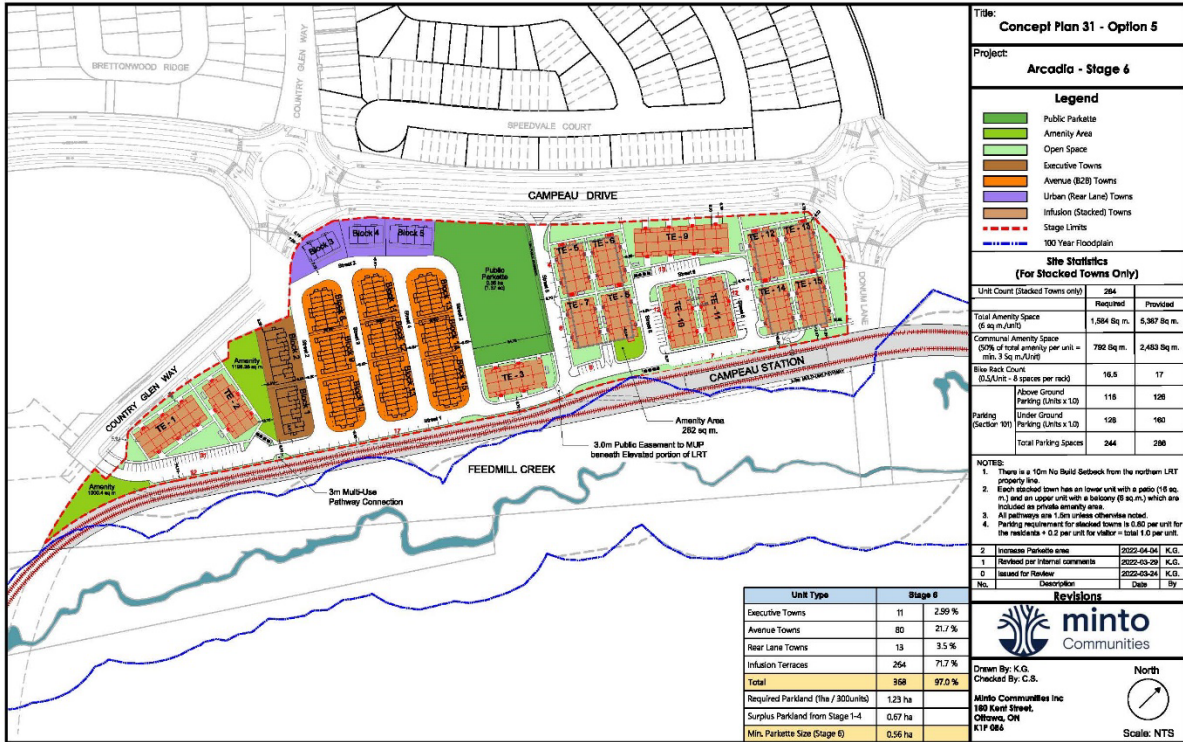 Title:
Concept Plan 31 - Option 5
Project:
Arcadia - Stage 6
Legend
Public Parkette
Amenity Area
Open Space
Executive Towns
Avenue (B2B) Towns
Urban (Rear Lane) Towns
Infusion (Stacked) Towns
Stage Limits
100 Year Floodplain
Site Statistics
(For Stacked Towns Only)
Unit Count (Stacked Towns only) 264
Required Provided
Total Amenity Space
(6 sq m./unit) 1,584 Sq m. 5,367 Sq m.
Communal Amenity Space
(50% of total amenity per unit =
min. 3 Sq m./Unit) 792 Sq m. 2,483 Sq m.
Bike Rack Count
(0.5/Unit - 8 spaces per rack) 16.5 17
Parking
(Section 101)
Above Ground
Parking (Units x 1.0) 116 126
Under Ground
Parking (Units x 1.0) 128 160
Total Parking Spaces 244 286
NOTES:
1. There is a 10m No Build Setback from the northern LRT
property line.
2. Each stacked town has an lower unit with a patio (16 sq.
m.) and an upper unit with a balcony (6 sq.m.) which are
included as private amenity area.
3. All pathways are 1.5m unless otherwise noted.
4. Parking requirement for stacked towns is 0.80 per unit for
the residents + 0.2 per unit for visitor = total 1.0 per unit.
2 Increase Parkette area 2022-04-04 K.G.
1 Revised per internal comments 2022-03-29 K.G.
0 Issued for Review 2022-03-24 K.G.
No. Description Date By
Revisions
minto
Communities
Drawn By: K.G.
Checked By: C.S.
Minto Communities Inc
180 Kent Street,
Ottawa, ON
K1P 0B6
North
Scale: NTS
BRETTONWOOD RIDGE
COUNTRY GLEN WAY
SPEEDVALE COURT
CAMPEAU DRIVE
Block 3
Block 4
Block 5
Street 2
Public
Parkette
TE - 5
TE - 6
TE - 7
TE - 9
TE - 10
TE - 11
TE - 12
TE - 13
TE - 14
TE - 15
DONUM LANE
COUNTRY GLEN WAY
Amenity
TE - 1
TE - 2
TE - 3
Street 1
CAMPEAU STATION
Amenity Area
262 sq m.
3.0m Public Easement to MUP
beneath Elevated portion of LRT
FEEDMILL CREEK
3m Multi-Use
Pathway Connection
Amenity
Unit Type Stage 6
Executive Towns 11 2.99 %
Avenue Towns 80 21.7 %
Rear Lane Towns 13 3.5 %
Infusion Terraces 264 71.7 %
Total 368 97.0 %
Required Parkland (1ha / 300units) 1.23 ha
Surplus Parkland from Stage 1-4 0.67 ha
Min. Parkette Size (Stage 6) 0.56 ha